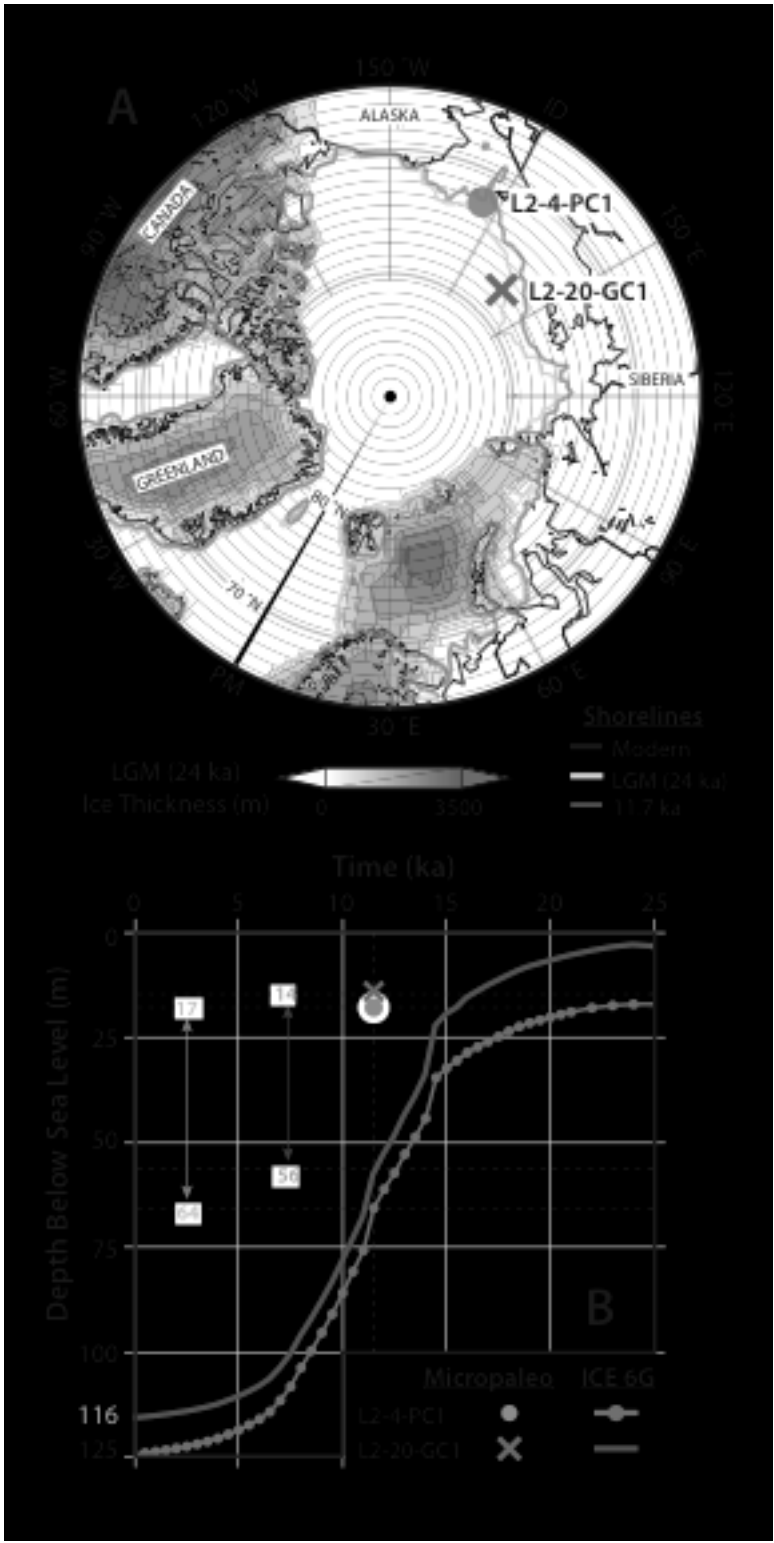 A
150 °W
120 °W
ALASKA
ID
CANADA
L2-4-PC1
90 °W
150 °E
L2-20-GC1
60 °W
SIBERIA
120 °E
GREENLAND
80 °N
30 °W
70 °N
90 °E
PM
60 °E
30 °E
Shorelines
Modern
LGM (24 ka)
LGM (24 ka)
Ice Thickness (m)
0
3500
11.7 ka
Time (ka)
0 5 10 15 20 25
Depth Below Sea Level (m)
0
14
17
25
50
56
64
75
B
100
Micropaleo ICE 6G
116
L2-4-PC1
125
L2-20-GC1